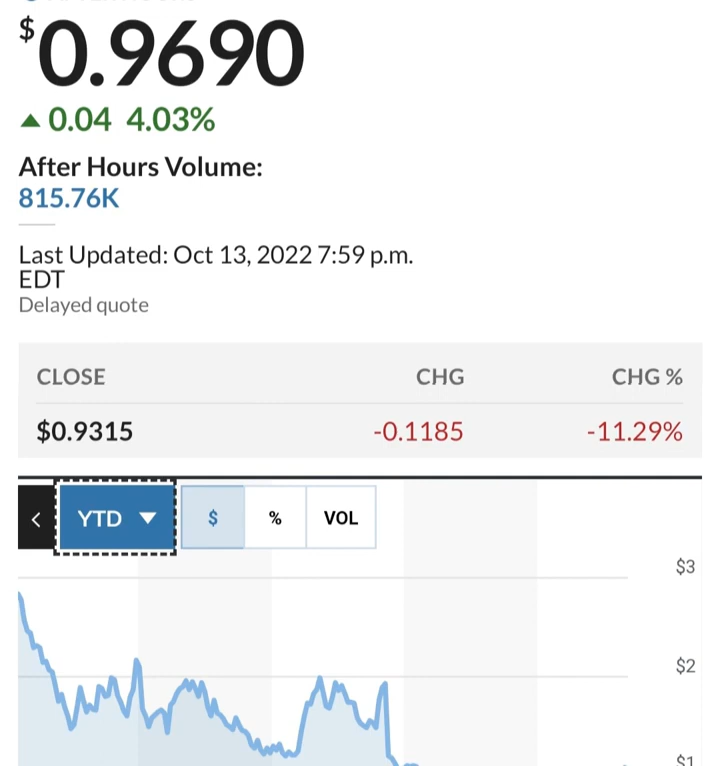 $0.9690
▲ 0.04 4.03%
After Hours Volume:
815.76K
Last Updated: Oct 13, 2022 7:59 p.m.
EDT
Delayed quote
CLOSE CHG CHG %
$0.9315 -0.1185 -11.29%
< YTD ▼ $ % VOL
$3
$2
$1